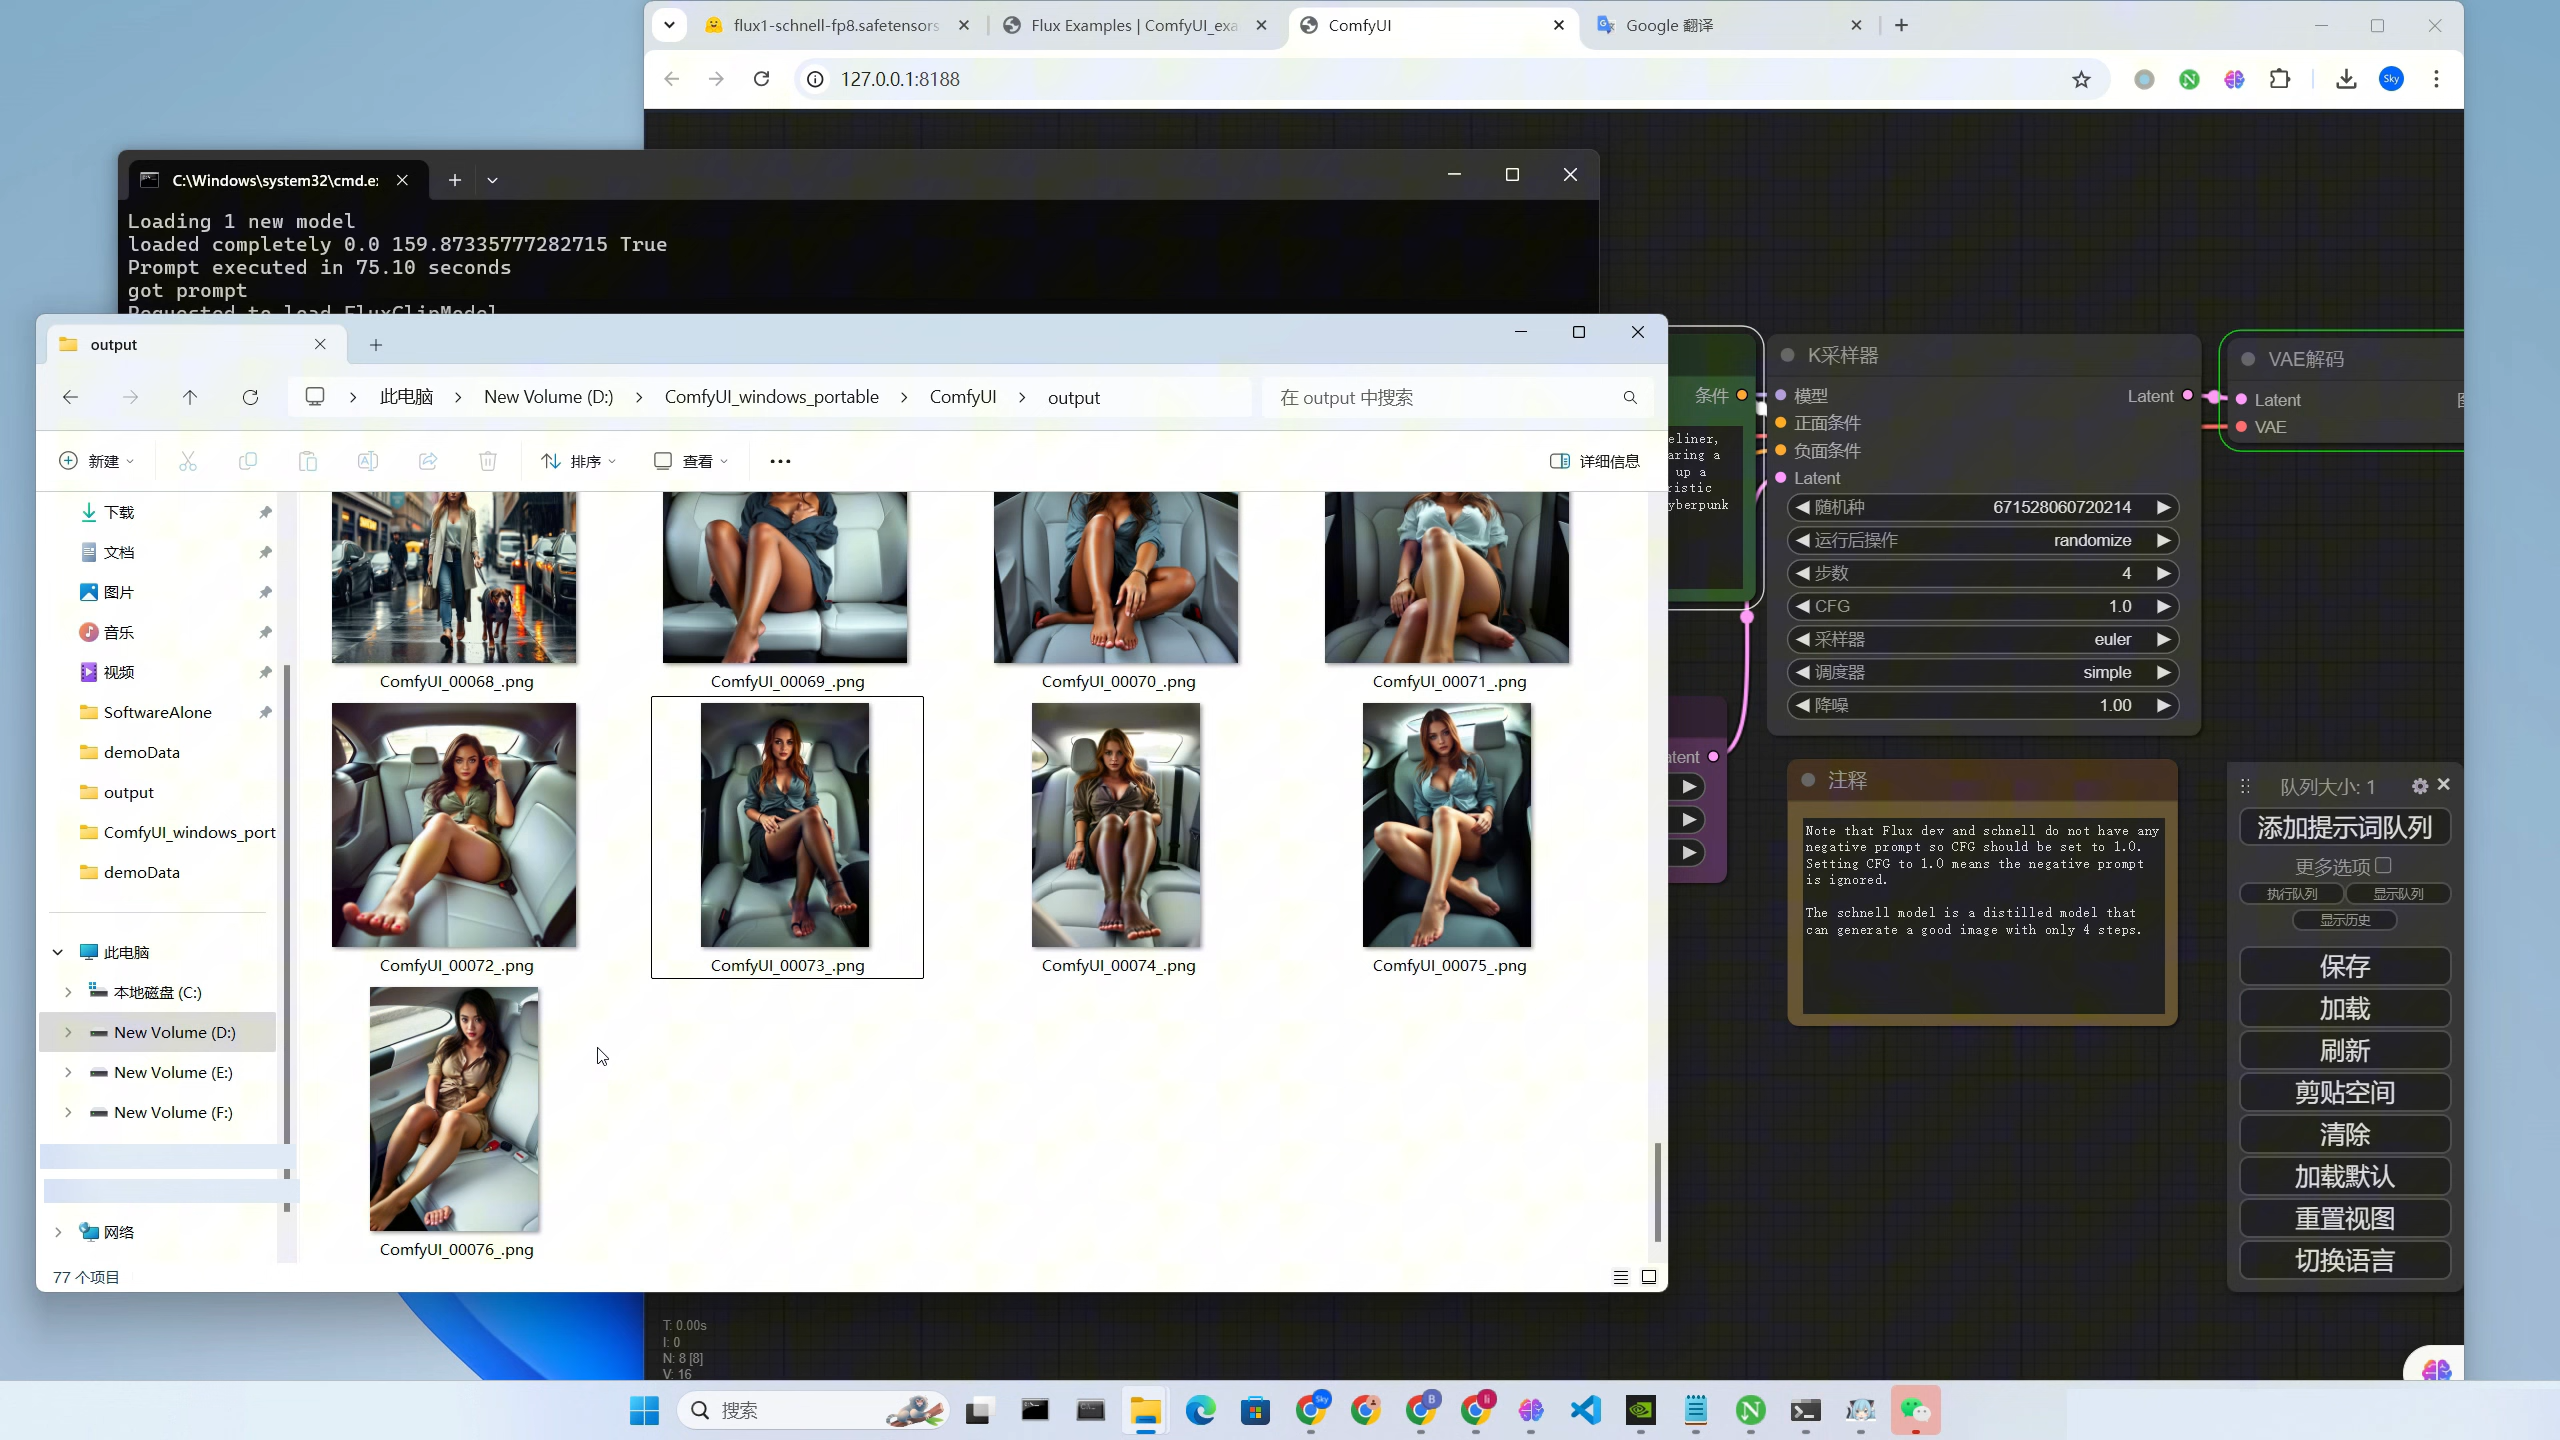 flux1-schnell-fp8.safetensors
Flux Examples | ComfyUI_exa
ComfyUI
Google 翻译
127.0.0.1:8188
Sky
C:\Windows\system32\cmd.e
Loading 1 new model
loaded completely 0.0 159.87335777282715 True
Prompt executed in 75.10 seconds
got prompt
Requested to load FluxClipModel
output
此电脑 > New Volume (D:) > ComfyUI_windows_portable > ComfyUI > output
在 output 中搜索
新建
排序
查看
详细信息
下载
文档
图片
音乐
视频
SoftwareAlone
demoData
output
ComfyUI_windows_port
demoData
此电脑
本地磁盘 (C:)
New Volume (D:)
New Volume (E:)
New Volume (F:)
网络
77 个项目
ComfyUI_00068_.png
ComfyUI_00069_.png
ComfyUI_00070_.png
ComfyUI_00071_.png
ComfyUI_00072_.png
ComfyUI_00073_.png
ComfyUI_00074_.png
ComfyUI_00075_.png
ComfyUI_00076_.png
条件
eliner,
aring a
up a
ristic
yberpunk
K采样器
模型
Latent
正面条件
负面条件
Latent
随机种 671528060720214
运行后操作 randomize
步数 4
CFG 1.0
采样器 euler
调度器 simple
降噪 1.00
VAE解码
Latent
VAE
注释
Note that Flux dev and schnell do not have any
negative prompt so CFG should be set to 1.0.
Setting CFG to 1.0 means the negative prompt
is ignored.
The schnell model is a distilled model that
can generate a good image with only 4 steps.
队列大小: 1
添加提示词队列
更多选项
执行队列
显示队列
显示历史
保存
加载
刷新
剪贴空间
清除
加载默认
重置视图
切换语言
T: 0.00s
I: 0
N: 8 [8]
V: 16
搜索